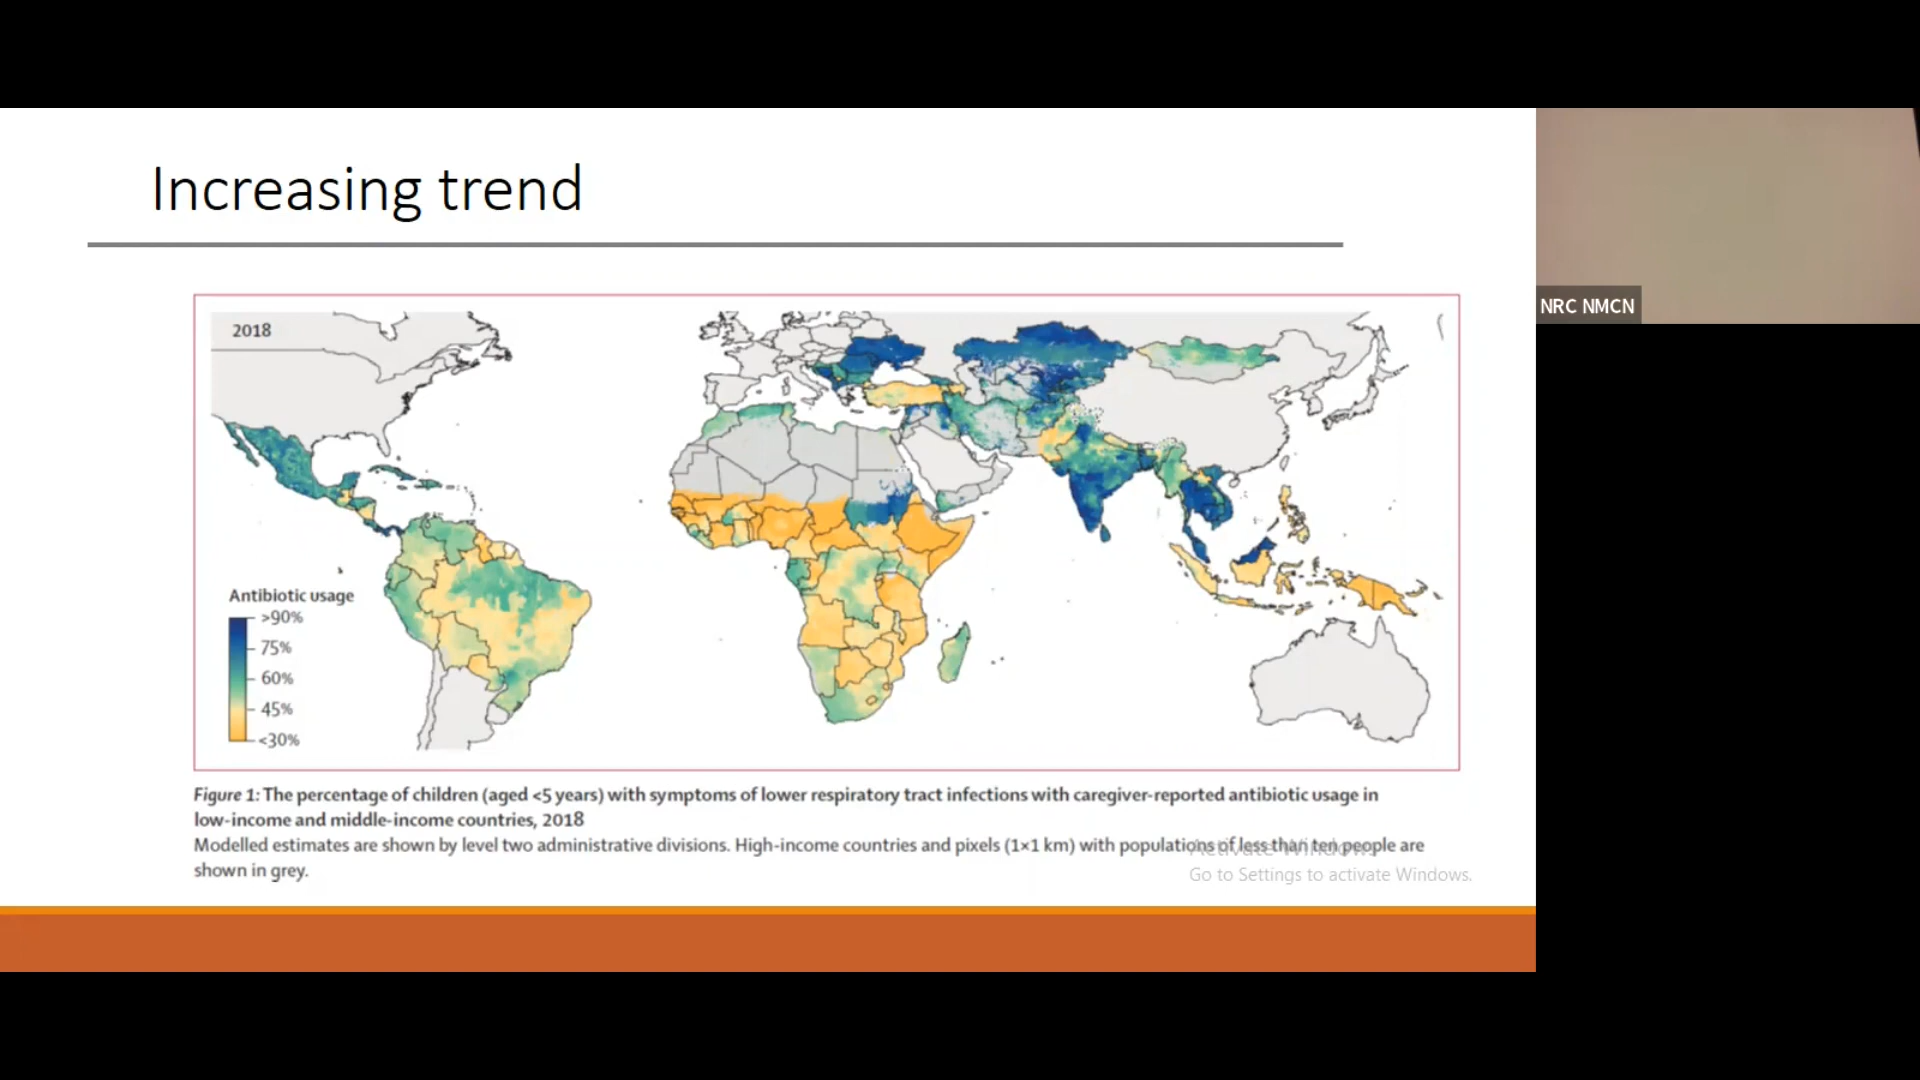 Increasing trend
2018
Antibiotic usage
>90%
75%
60%
45%
<30%
Figure 1: The percentage of children (aged <5 years) with symptoms of lower respiratory tract infections with caregiver-reported antibiotic usage in
low-income and middle-income countries, 2018
Modelled estimates are shown by level two administrative divisions. High-income countries and pixels (1×1 km) with populations of less than ten people are
shown in grey.
Activate Windows
Go to Settings to activate Windows.
NRC NMCN